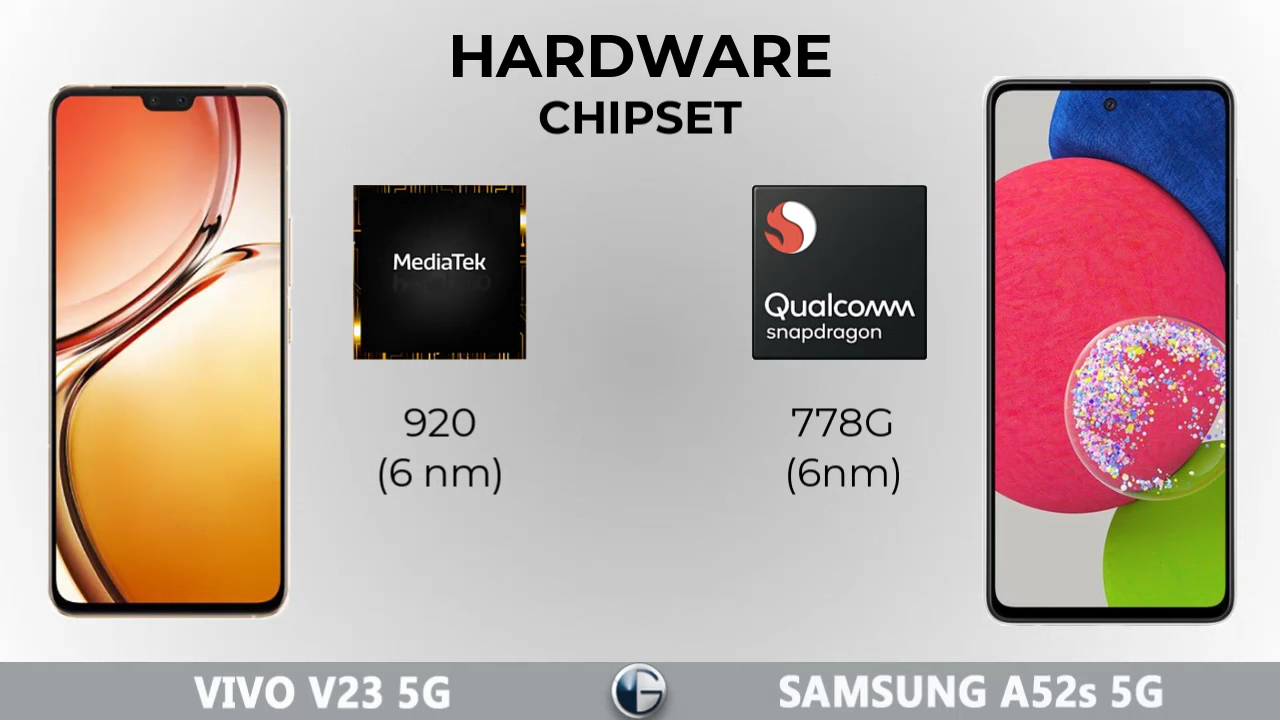 HARDWARE
CHIPSET
MediaTek
Qualcomm
snapdragon
920
(6 nm)
778G
(6nm)
VIVO V23 5G
G
SAMSUNG A52s 5G